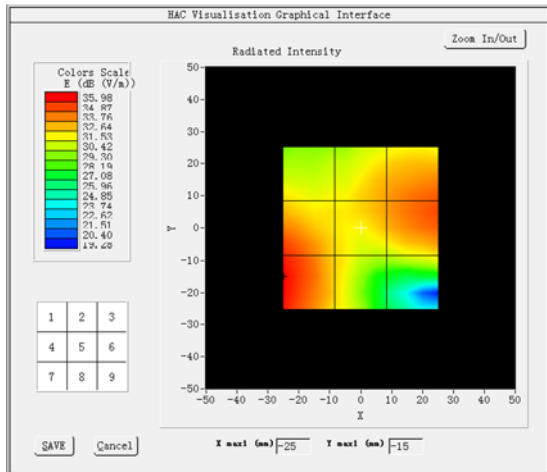 HAC Visualisation Graphical Interface
Zoom In/Out
Radiated Intensity
Colors Scale
E (dB (V/m))
35.98
34.87
33.76
32.64
31.53
30.42
29.30
28.19
27.08
25.96
24.85
23.74
22.62
21.51
20.40
19.28
50
40
30
20
10
0
-10
-20
-30
-40
-50
Y
-50 -40 -30 -20 -10 0 10 20 30 40 50
X
1 2 3
4 5 6
7 8 9
SAVE Cancel
X max1 (mm) -25 Y max1 (mm) -15